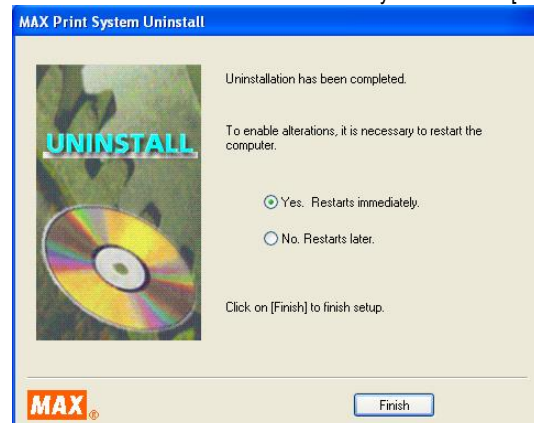 MAX Print System Uninstall
Uninstallation has been completed.
To enable alterations, it is necessary to restart the
computer.
UNINSTALL
Yes. Restarts immediately.
No. Restarts later.
Click on [Finish] to finish setup.
MAX®
Finish